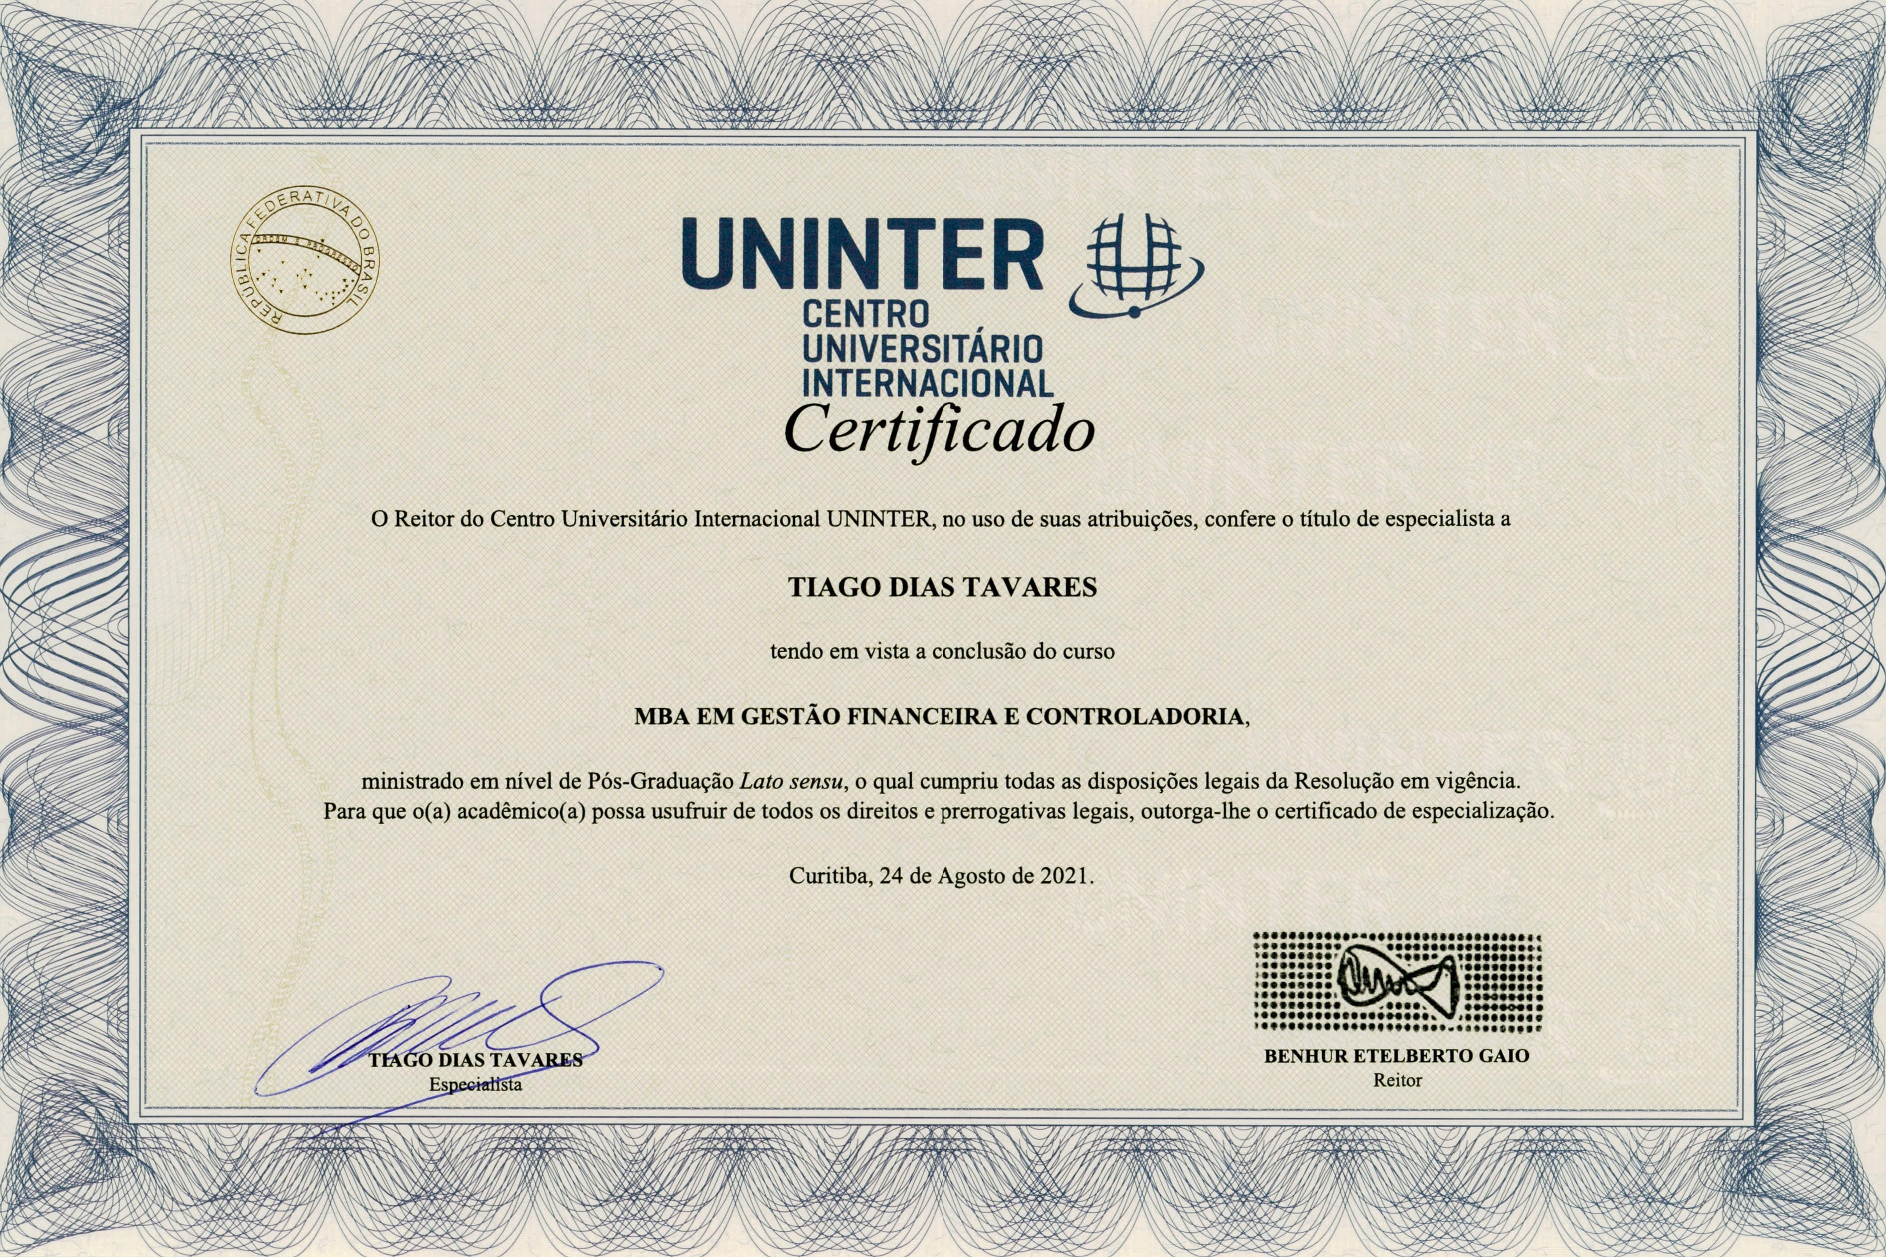 REPÚBLICA FEDERATIVA DO BRASIL
ORDEM E PROGRESSO
UNINTER
CENTRO
UNIVERSITÁRIO
INTERNACIONAL
Certificado
O Reitor do Centro Universitário Internacional UNINTER, no uso de suas atribuições, confere o título de especialista a
TIAGO DIAS TAVARES
tendo em vista a conclusão do curso
MBA EM GESTÃO FINANCEIRA E CONTROLADORIA,
ministrado em nível de Pós-Graduação Lato sensu, o qual cumpriu todas as disposições legais da Resolução em vigência.
Para que o(a) acadêmico(a) possa usufruir de todos os direitos e prerrogativas legais, outorga-lhe o certificado de especialização.
Curitiba, 24 de Agosto de 2021.
TIAGO DIAS TAVARES
Especialista
BENHUR ETELBERTO GAIO
Reitor